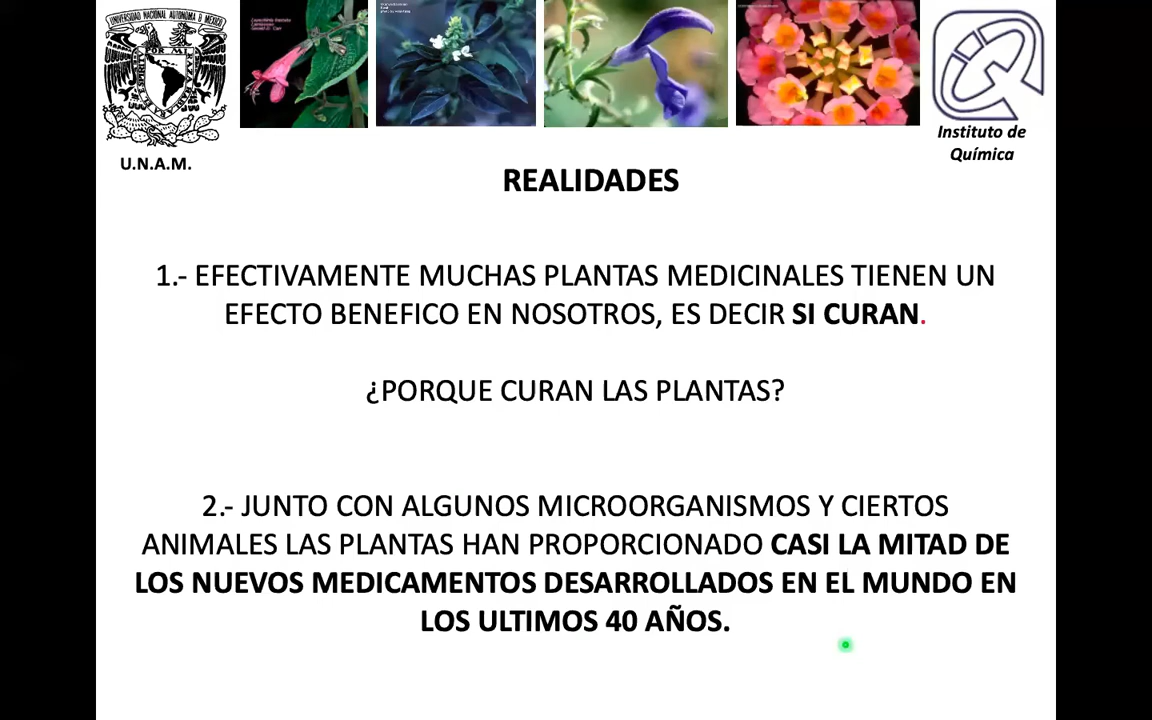 U.N.A.M.
Instituto de
Química
REALIDADES
1.- EFECTIVAMENTE MUCHAS PLANTAS MEDICINALES TIENEN UN
EFECTO BENEFICO EN NOSOTROS, ES DECIR SI CURAN.
¿PORQUE CURAN LAS PLANTAS?
2.- JUNTO CON ALGUNOS MICROORGANISMOS Y CIERTOS
ANIMALES LAS PLANTAS HAN PROPORCIONADO CASI LA MITAD DE
LOS NUEVOS MEDICAMENTOS DESARROLLADOS EN EL MUNDO EN
LOS ULTIMOS 40 AÑOS.